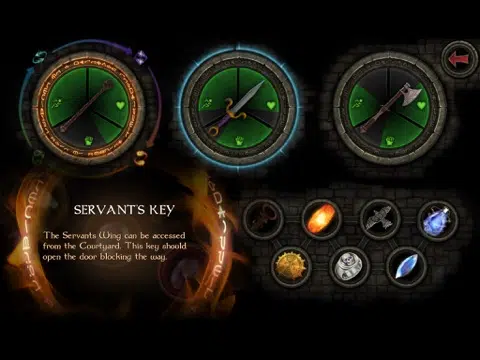 SERVANT'S KEY
The Servants Wing can be accessed
from the Courtyard. This key should
open the door blocking the way.